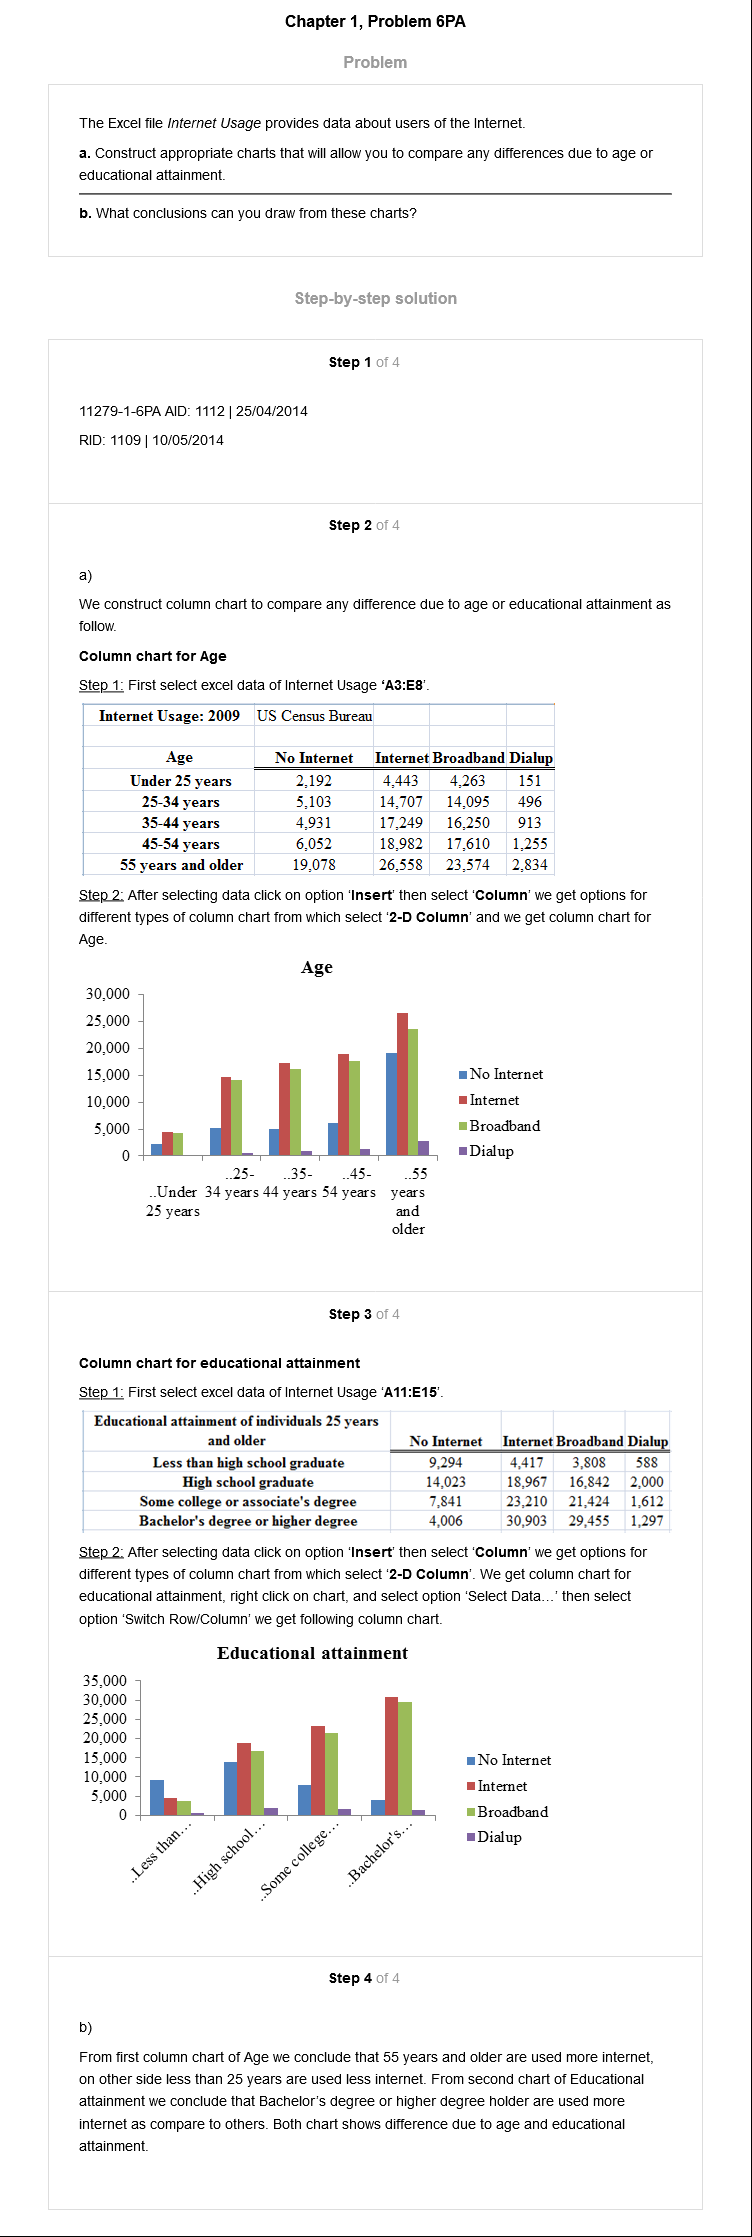 Chapter 1, Problem 6PA
Problem
The Excel file Internet Usage provides data about users of the Internet.
a. Construct appropriate charts that will allow you to compare any differences due to age or
educational attainment.
b. What conclusions can you draw from these charts?
Step-by-step solution
Step 1 of 4
11279-1-6PA AID: 1112 | 25/04/2014
RID: 1109 | 10/05/2014
Step 2 of 4
a)
We construct column chart to compare any difference due to age or educational attainment as
follow.
Column chart for Age
Step 1: First select excel data of Internet Usage ‘A3:E8’.
Internet Usage: 2009 US Census Bureau
Age No Internet Internet Broadband Dialup
Under 25 years 2,192 4,443 4,263 151
25-34 years 5,103 14,707 14,095 496
35-44 years 4,931 17,249 16,250 913
45-54 years 6,052 18,982 17,610 1,255
55 years and older 19,078 26,558 23,574 2,834
Step 2: After selecting data click on option ‘Insert’ then select ‘Column’ we get options for
different types of column chart from which select ‘2-D Column’ and we get column chart for
Age.
Age
30,000
25,000
20,000
15,000
10,000
5,000
0
..Under 25 years
..25-34 years
..35-44 years
..45-54 years
..55 years and older
No Internet
Internet
Broadband
Dialup
Step 3 of 4
Column chart for educational attainment
Step 1: First select excel data of Internet Usage ‘A11:E15’.
Educational attainment of individuals 25 years
and older No Internet Internet Broadband Dialup
Less than high school graduate 9,294 4,417 3,808 588
High school graduate 14,023 18,967 16,842 2,000
Some college or associate's degree 7,841 23,210 21,424 1,612
Bachelor's degree or higher degree 4,006 30,903 29,455 1,297
Step 2: After selecting data click on option ‘Insert’ then select ‘Column’ we get options for
different types of column chart from which select ‘2-D Column’. We get column chart for
educational attainment, right click on chart, and select option ‘Select Data…’ then select
option ‘Switch Row/Column’ we get following column chart.
Educational attainment
35,000
30,000
25,000
20,000
15,000
10,000
5,000
0
..Less than…
..High school…
..Some college…
..Bachelor's…
No Internet
Internet
Broadband
Dialup
Step 4 of 4
b)
From first column chart of Age we conclude that 55 years and older are used more internet,
on other side less than 25 years are used less internet. From second chart of Educational
attainment we conclude that Bachelor’s degree or higher degree holder are used more
internet as compare to others. Both chart shows difference due to age and educational
attainment.